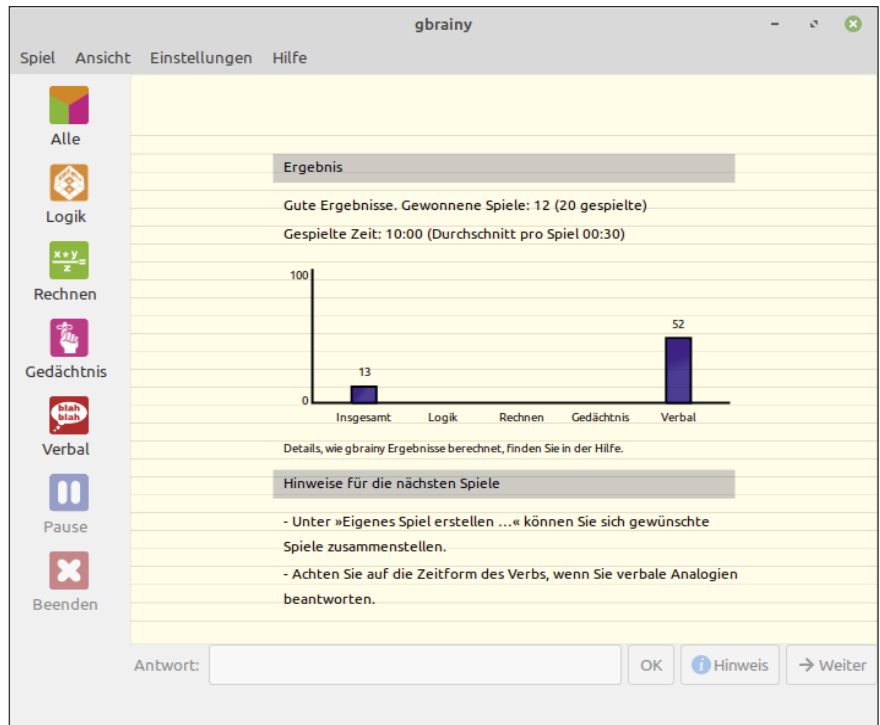 gbrainy
Spiel Ansicht Einstellungen Hilfe
Alle
Logik
x * y
z =
Rechnen
Gedächtnis
blah
blah
Verbal
Pause
Beenden
Ergebnis
Gute Ergebnisse. Gewonnene Spiele: 12 (20 gespielte)
Gespielte Zeit: 10:00 (Durchschnitt pro Spiel 00:30)
100
52
13
0
Insgesamt Logik Rechnen Gedächtnis Verbal
Details, wie gbrainy Ergebnisse berechnet, finden Sie in der Hilfe.
Hinweise für die nächsten Spiele
- Unter »Eigenes Spiel erstellen …« können Sie sich gewünschte
Spiele zusammenstellen.
- Achten Sie auf die Zeitform des Verbs, wenn Sie verbale Analogien
beantworten.
Antwort: OK Hinweis Weiter